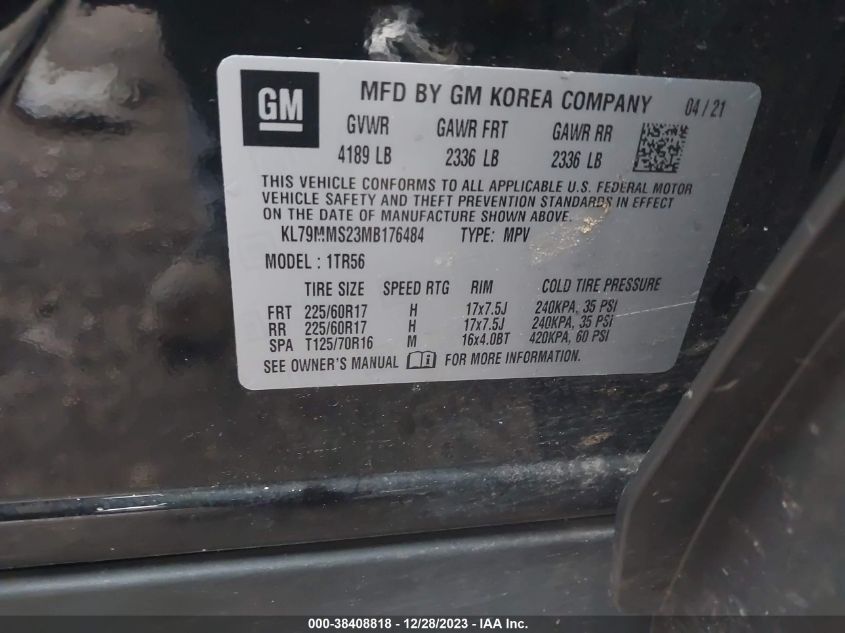 GM
MFD BY GM KOREA COMPANY 04/21
GVWR GAWR FRT GAWR RR
4189 LB 2336 LB 2336 LB
THIS VEHICLE CONFORMS TO ALL APPLICABLE U.S. FEDERAL MOTOR
VEHICLE SAFETY AND THEFT PREVENTION STANDARDS IN EFFECT
ON THE DATE OF MANUFACTURE SHOWN ABOVE.
KL79MMS23MB176484 TYPE: MPV
MODEL : 1TR56
TIRE SIZE SPEED RTG RIM COLD TIRE PRESSURE
FRT 225/60R17 H 17x7.5J 240KPA, 35 PSI
RR 225/60R17 H 17x7.5J 240KPA, 35 PSI
SPA T125/70R16 M 16x4.0BT 420KPA, 60 PSI
SEE OWNER'S MANUAL FOR MORE INFORMATION.
000-38408818 - 12/28/2023 - IAA Inc.